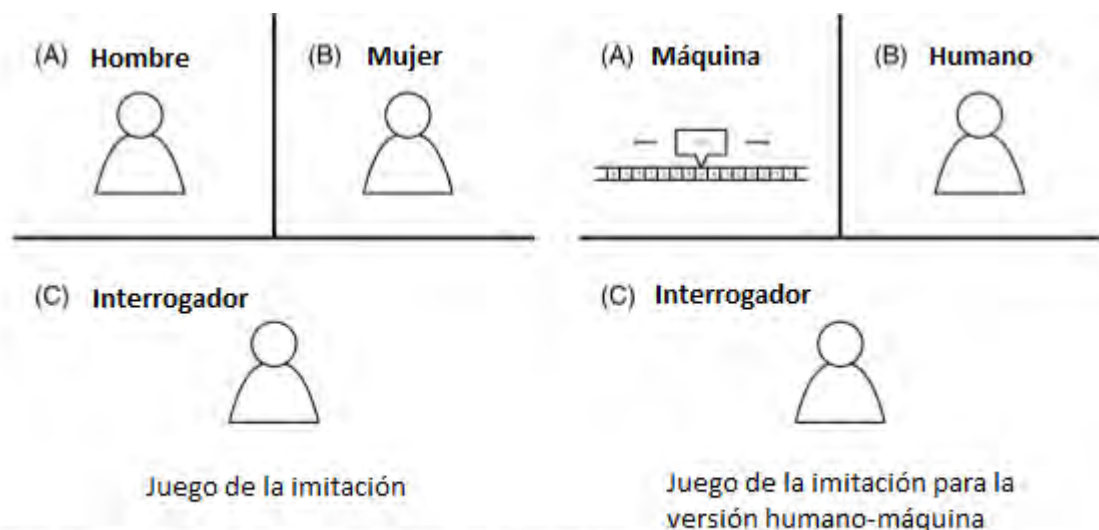 (A) Hombre
(B) Mujer
(C) Interrogador
Juego de la imitación
(A) Máquina
(B) Humano
(C) Interrogador
Juego de la imitación para la
versión humano-máquina